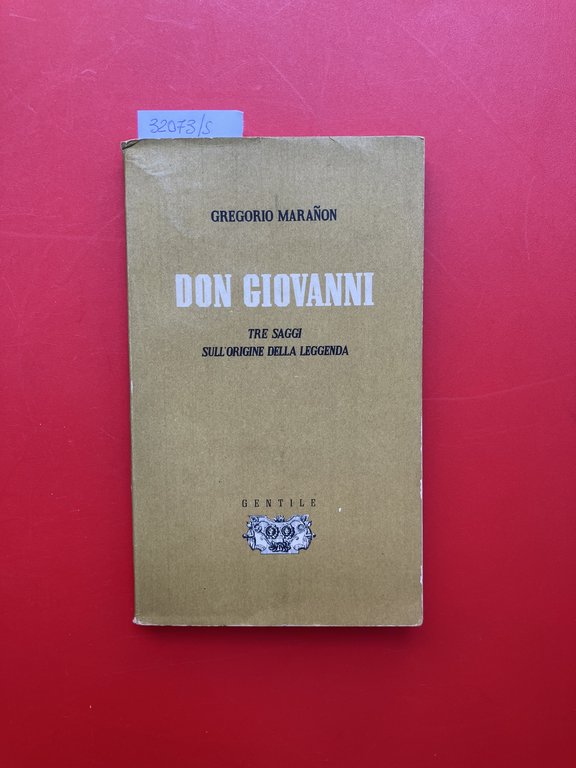 32073/S
GREGORIO MARAÑON
DON GIOVANNI
TRE SAGGI
SULL'ORIGINE DELLA LEGGENDA
GENTILE